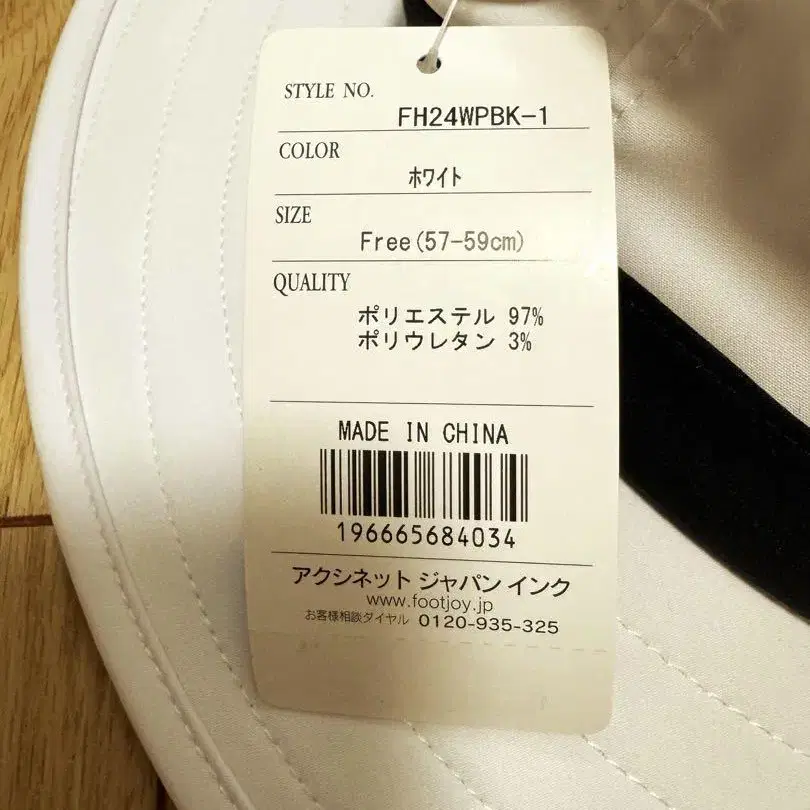 STYLE NO.
FH24WPBK-1
COLOR
ホワイト
SIZE
Free(57-59cm)
QUALITY
ポリエステル 97%
ポリウレタン 3%
MADE IN CHINA
196665684034
アクシネット ジャパン インク
www.footjoy.jp
お客様相談ダイヤル 0120-935-325